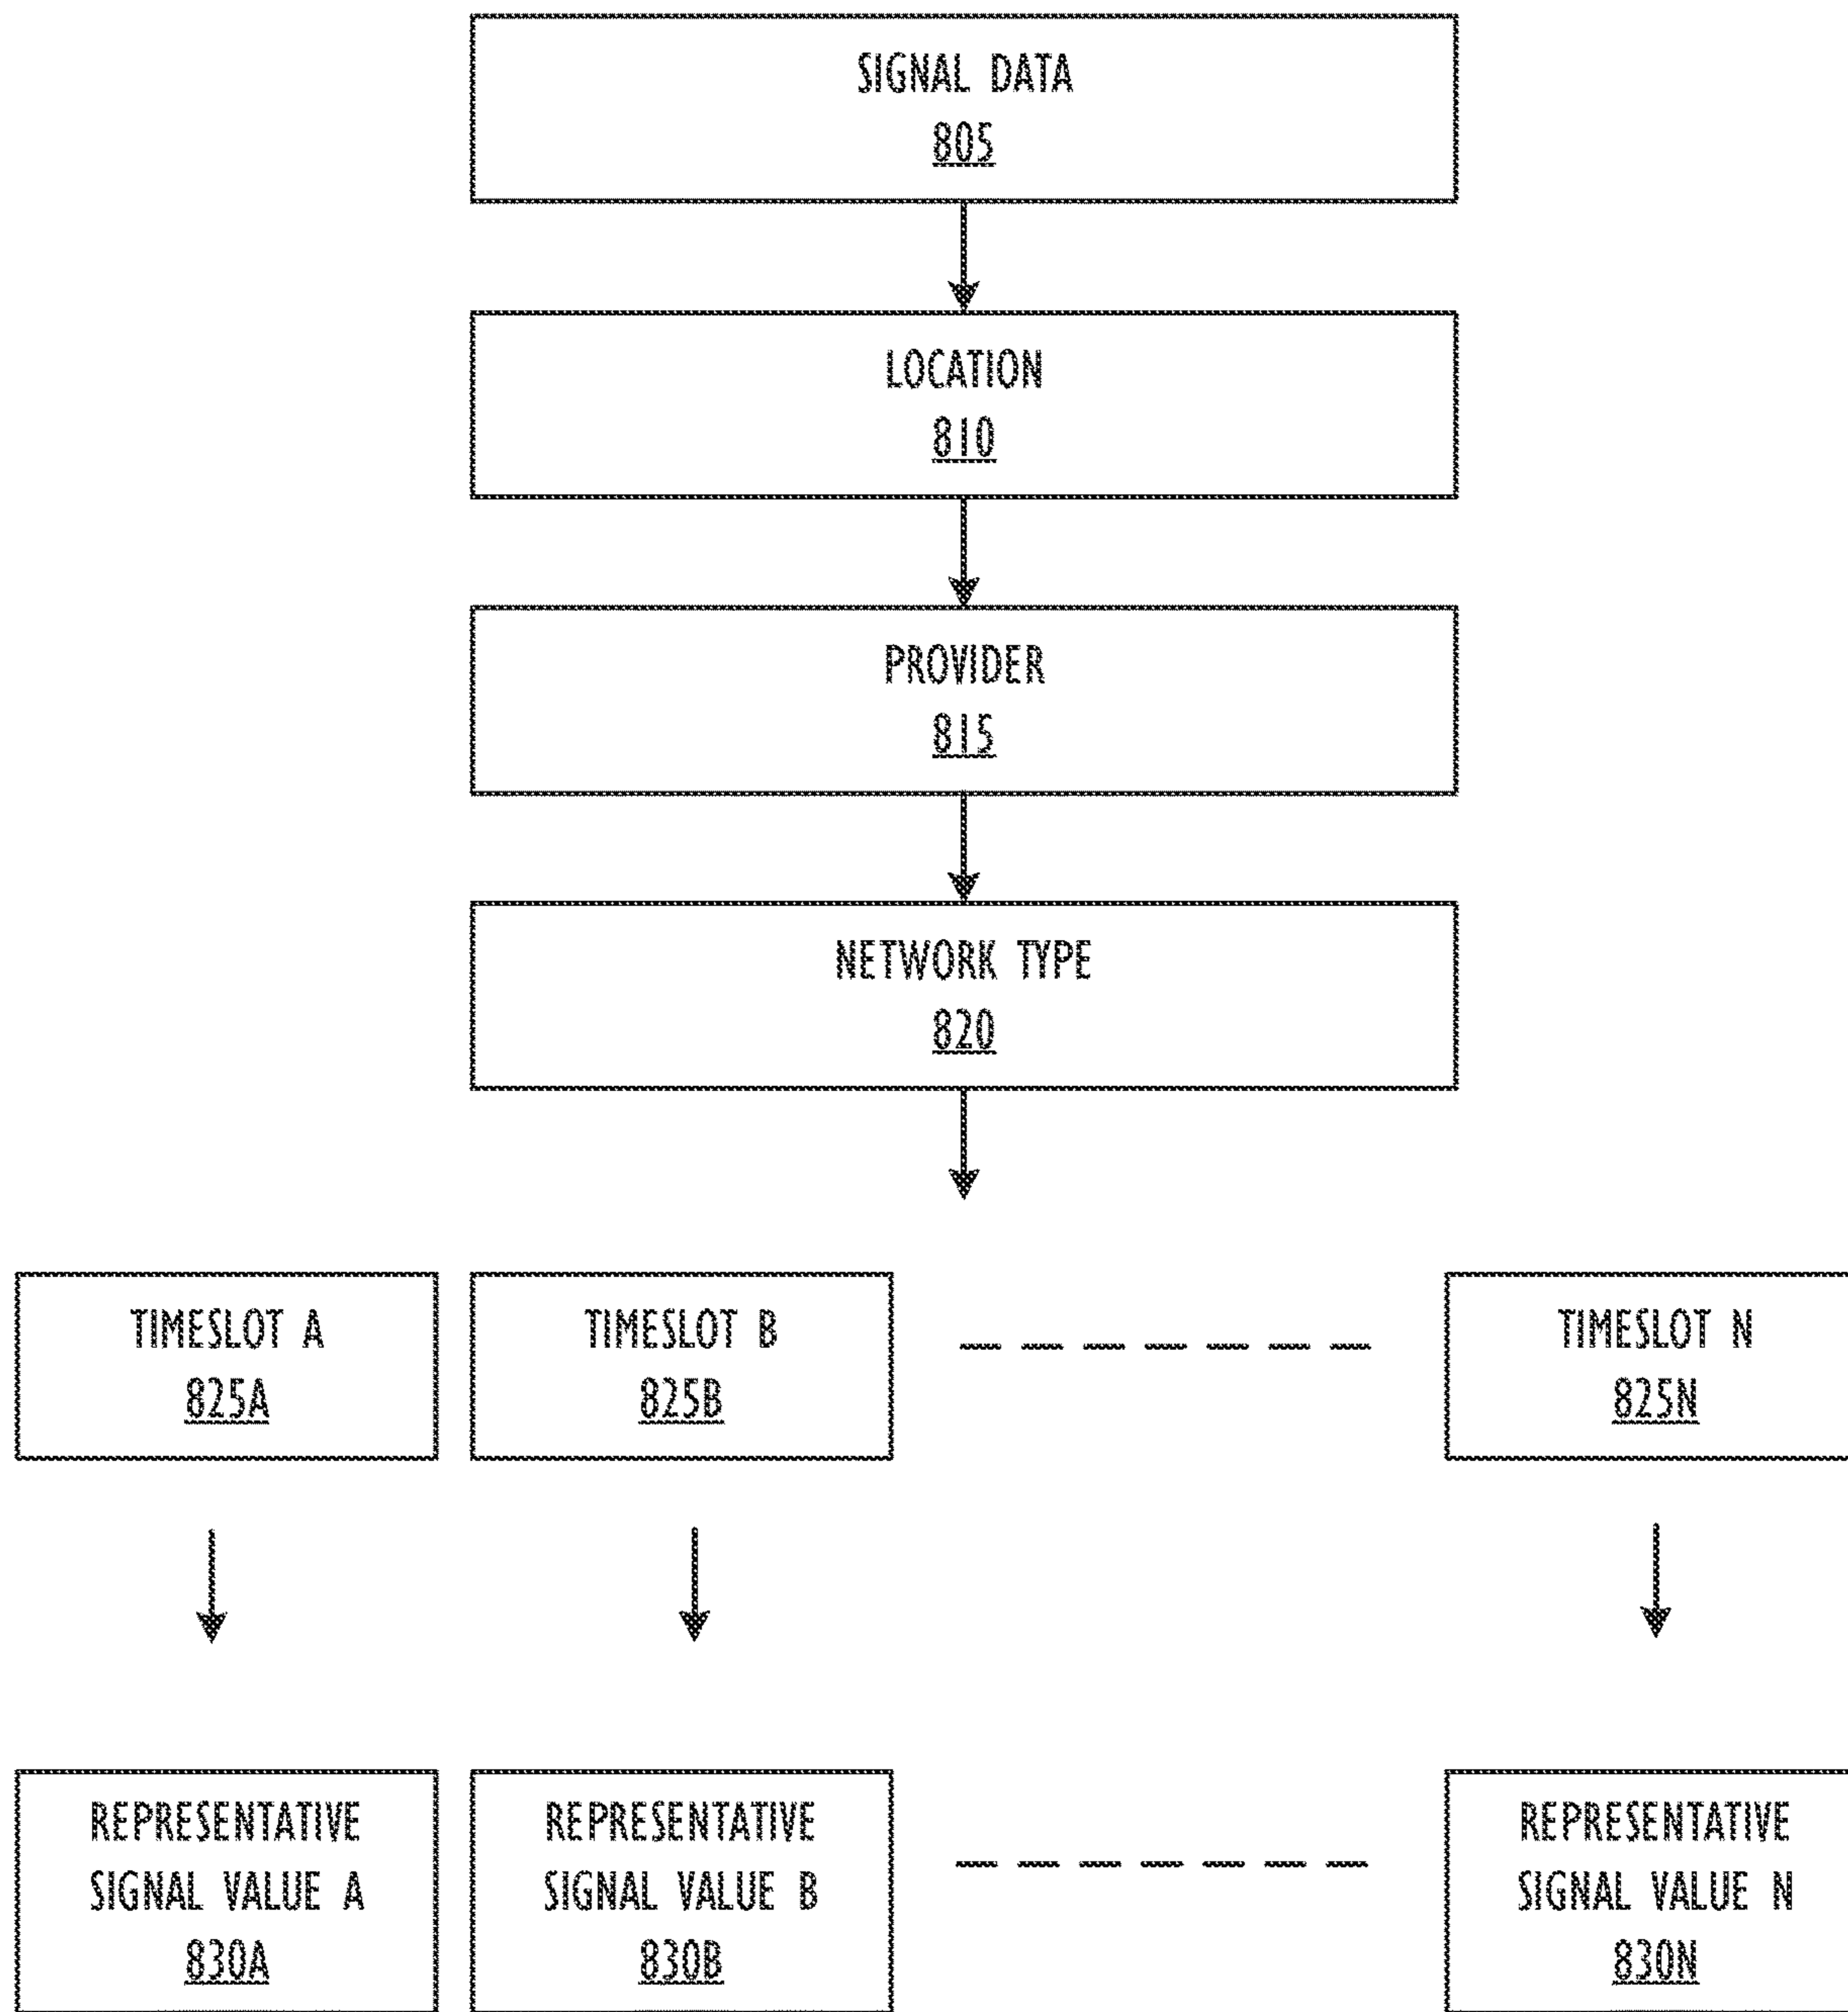 SIGNAL DATA
805
LOCATION
810
PROVIDER
815
NETWORK TYPE
820
TIMESLOT A
825A
TIMESLOT B
825B
TIMESLOT N
825N
REPRESENTATIVE
SIGNAL VALUE A
830A
REPRESENTATIVE
SIGNAL VALUE B
830B
REPRESENTATIVE
SIGNAL VALUE N
830N